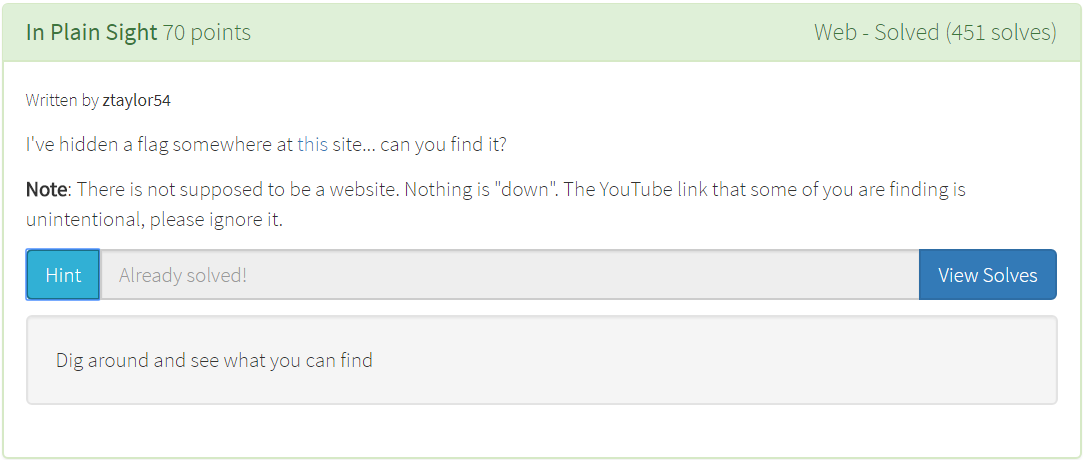 In Plain Sight 70 points
Web - Solved (451 solves)
Written by ztaylor54
I've hidden a flag somewhere at this site... can you find it?
Note: There is not supposed to be a website. Nothing is "down". The YouTube link that some of you are finding is
unintentional, please ignore it.
Hint
Already solved!
View Solves
Dig around and see what you can find